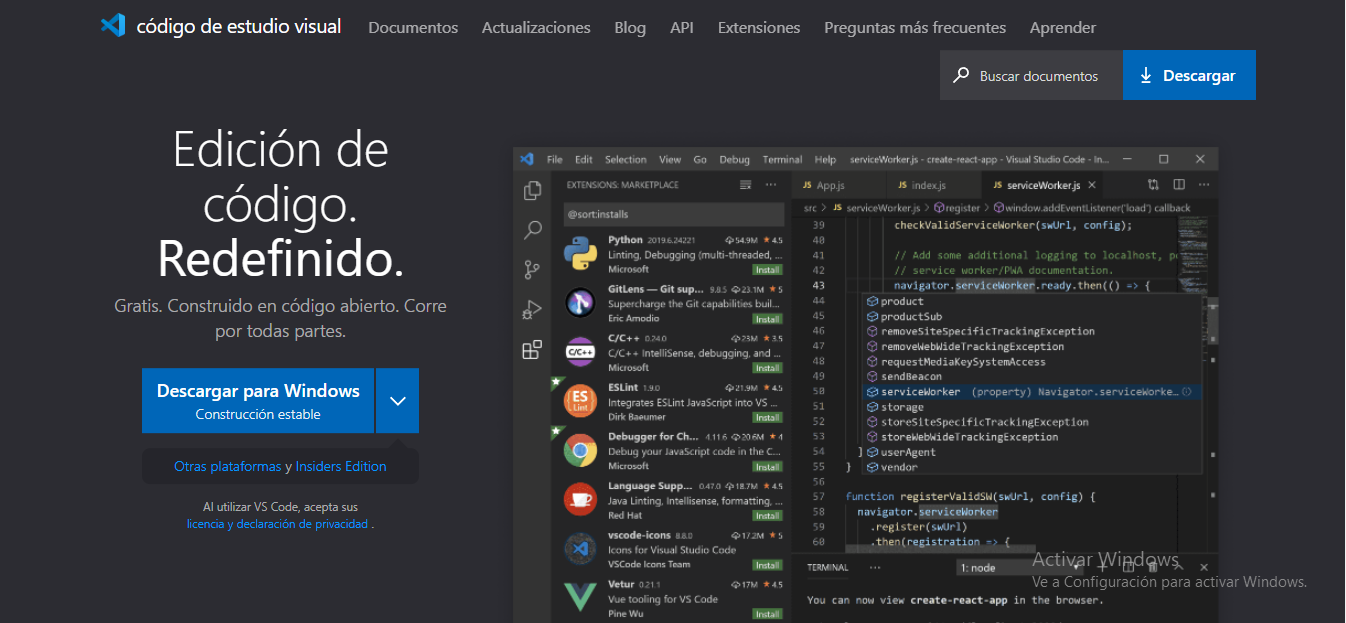 código de estudio visual Documentos Actualizaciones Blog API Extensiones Preguntas más frecuentes Aprender
Buscar documentos Descargar
Edición de
código.
Redefinido.
Gratis. Construido en código abierto. Corre
por todas partes.
Descargar para Windows
Construcción estable
Otras plataformas y Insiders Edition
Al utilizar VS Code, acepta sus
licencia y declaración de privacidad .
File Edit Selection View Go Debug Terminal Help serviceWorker.js - create-react-app - Visual Studio Code - In...
EXTENSIONS: MARKETPLACE
@sort:installs
Python 2019.6.24221 54.9M 4.5
Linting, Debugging (multi-threaded, ...
Microsoft Install
GitLens — Git sup... 9.8.5 23.1M 5
Supercharge the Git capabilities buil...
Eric Amodio Install
C/C++ 0.24.0 23M 3.5
C/C++ IntelliSense, debugging, and ...
Microsoft Install
ESLint 1.9.0 21.9M 4.5
Integrates ESLint JavaScript into VS ...
Dirk Baeumer Install
Debugger for Ch... 4.11.6 20.6M 4
Debug your JavaScript code in the C...
Microsoft Install
Language Supp... 0.47.0 18.7M 4.5
Java Linting, Intellisense, formatting, ...
Red Hat Install
vscode-icons 8.8.0 17.2M 5
Icons for Visual Studio Code
VSCode Icons Team Install
Vetur 0.21.1 17M 4.5
Vue tooling for VS Code
Pine Wu Install
JS App.js JS index.js JS serviceWorker.js
src > JS serviceWorker.js > register > window.addEventListener('load') callback
39 checkValidServiceWorker(swUrl, config);
40
41 // Add some additional logging to localhost, p
42 // service worker/PWA documentation.
43 navigator.serviceWorker.ready.then(() => {
44 product
45 productSub
46 removeSiteSpecificTrackingException
47 removeWebWideTrackingException
48 requestMediaKeySystemAccess
49 sendBeacon
50 serviceWorker (property) Navigator.serviceWorke...
51 storage
52 storeSiteSpecificTrackingException
53 storeWebWideTrackingException
54 } userAgent
55 } vendor
56
57 function registerValidSW(swUrl, config) {
58 navigator.serviceWorker
59 .register(swUrl)
60 .then(registration => {
TERMINAL ... 1: node
You can now view create-react-app in the browser.
Activar Windows
Ve a Configuración para activar Windows.